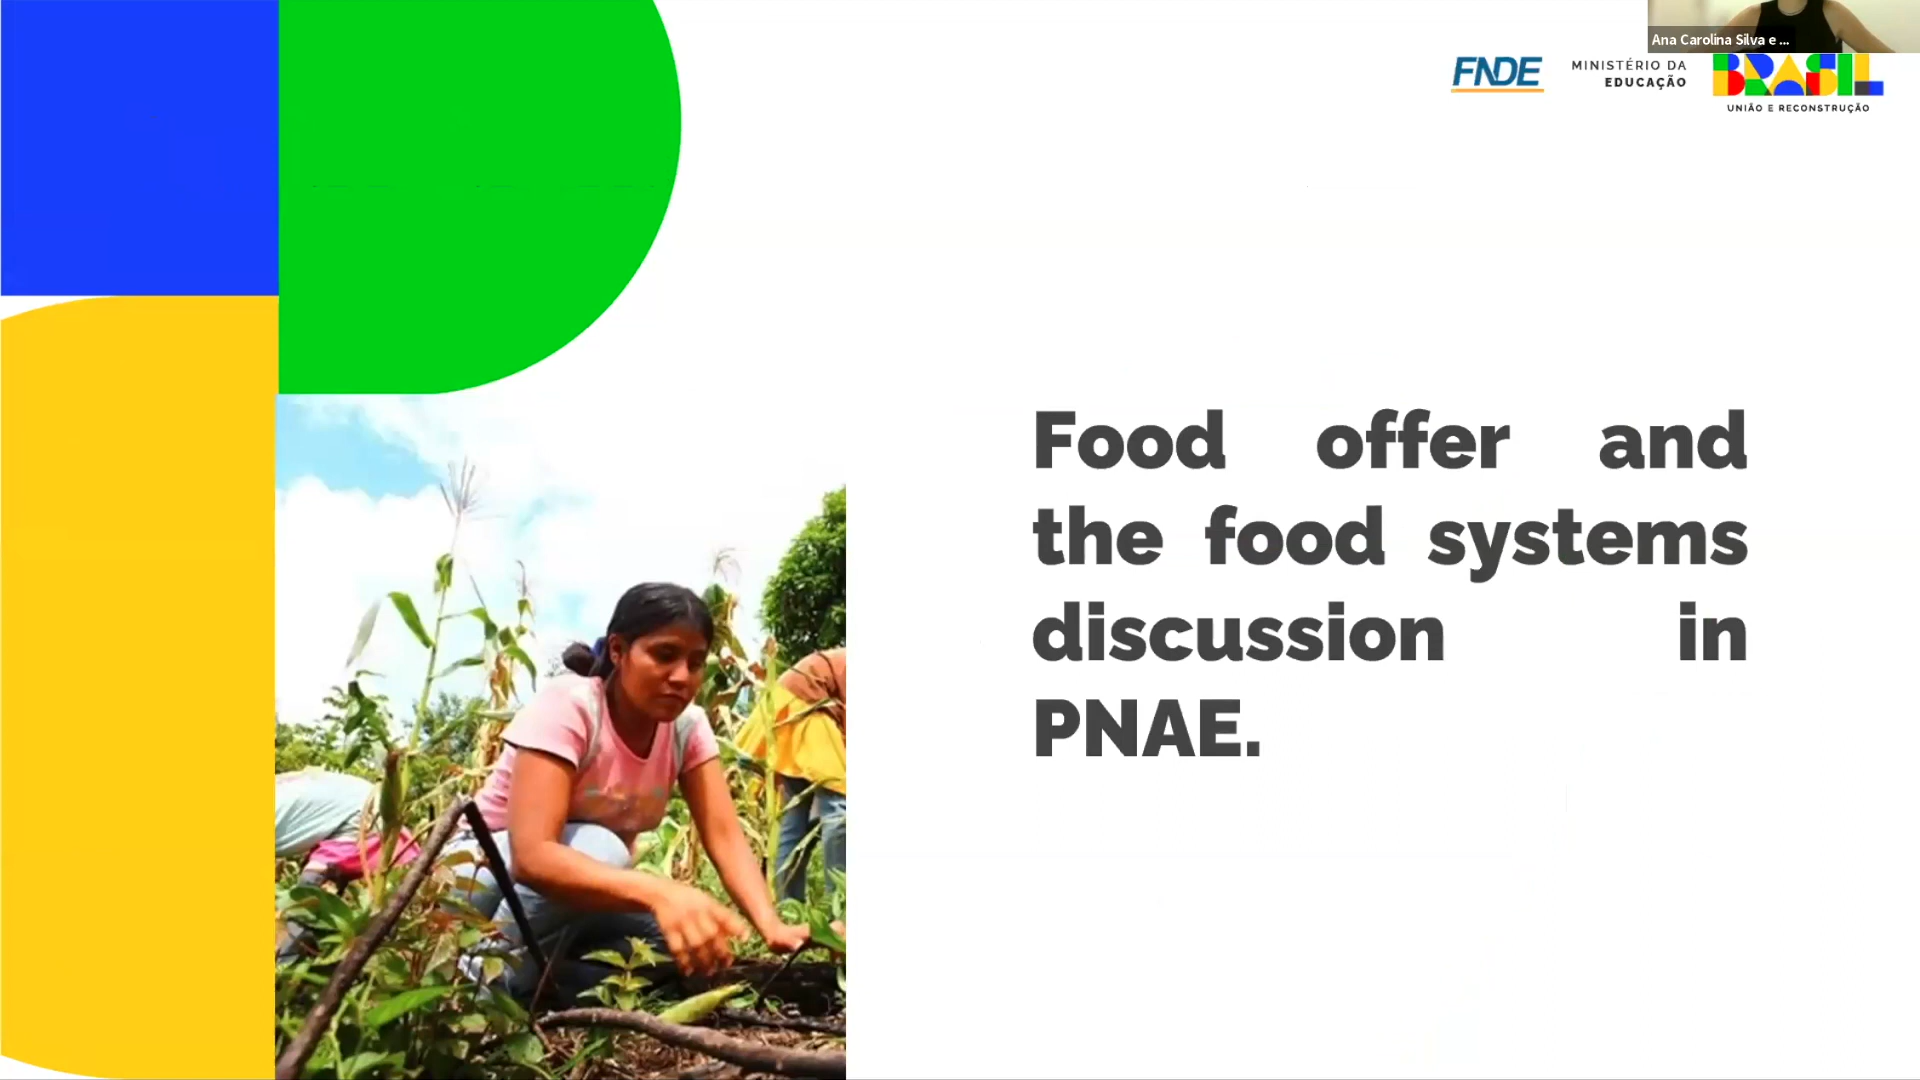 Ana Carolina Silva e ...
FNDE
MINISTÉRIO DA
EDUCAÇÃO
BRASIL
UNIÃO E RECONSTRUÇÃO
Food offer and
the food systems
discussion in
PNAE.